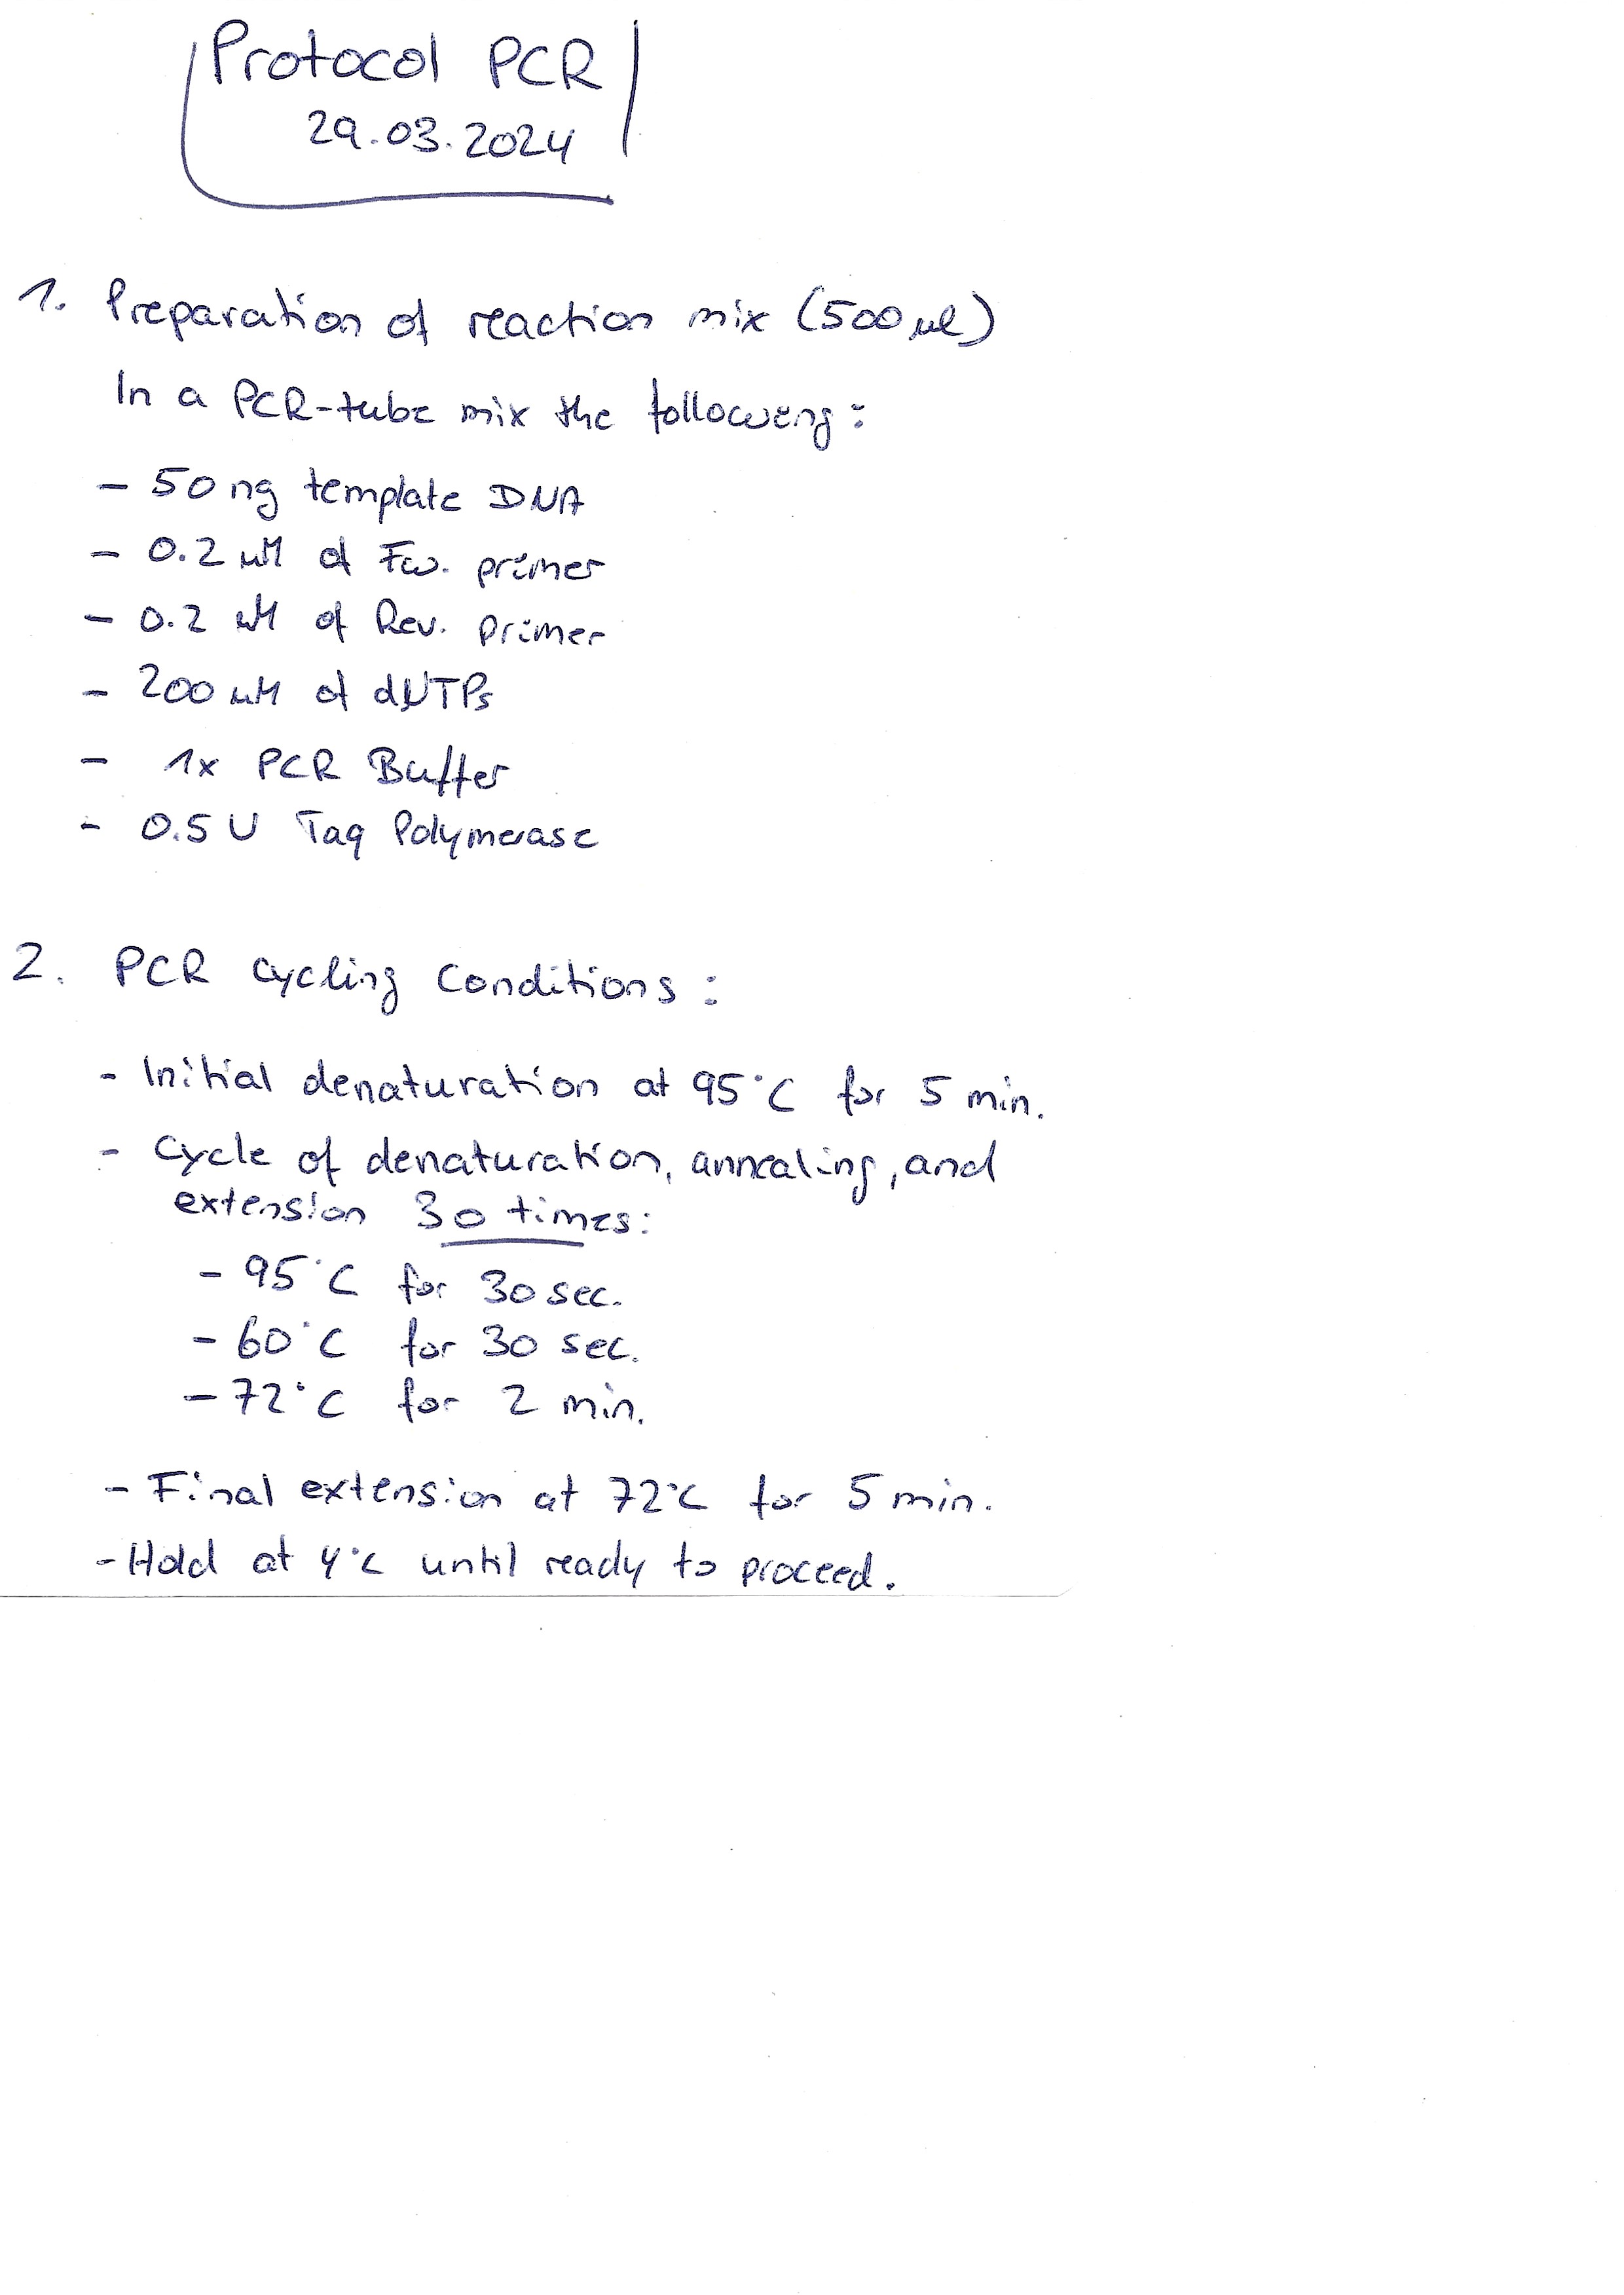 Protocol PCR
29.03.2024
1. Preparation of reaction mix (500 µl)
In a PCR-tube mix the following:
- 50 ng template DNA
- 0.2 µM of Fw. primer
- 0.2 µM of Rev. primer
- 200 µM of dNTPs
- 1x PCR Buffer
- 0.5 U Taq Polymerase
2. PCR cycling conditions:
- Initial denaturation at 95°C for 5 min.
- Cycle of denaturation, annealing, and
extension 30 times:
- 95°C for 30 sec.
- 60°C for 30 sec.
- 72°C for 2 min.
- Final extension at 72°C for 5 min.
- Hold at 4°C until ready to proceed.